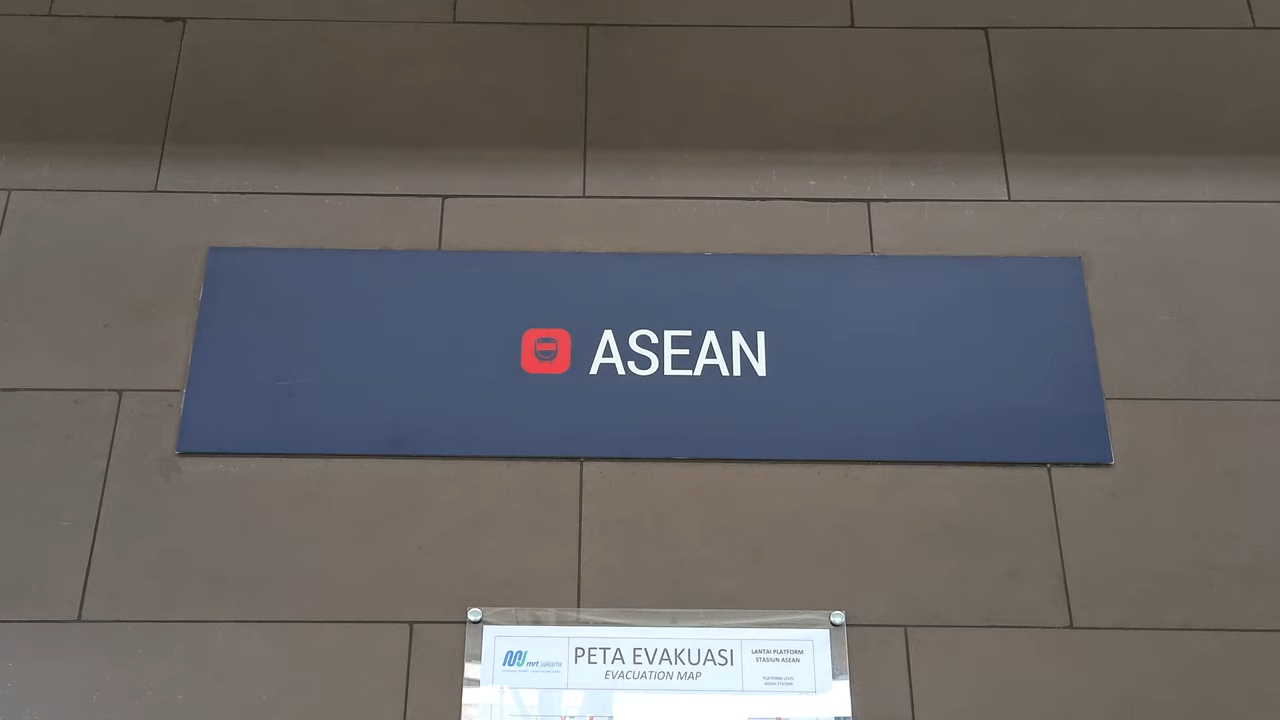 ASEAN
mrt jakarta
PETA EVAKUASI
EVACUATION MAP
LANTAI PLATFORM
STASIUN ASEAN
PLATFORM LEVEL
ASEAN STATION